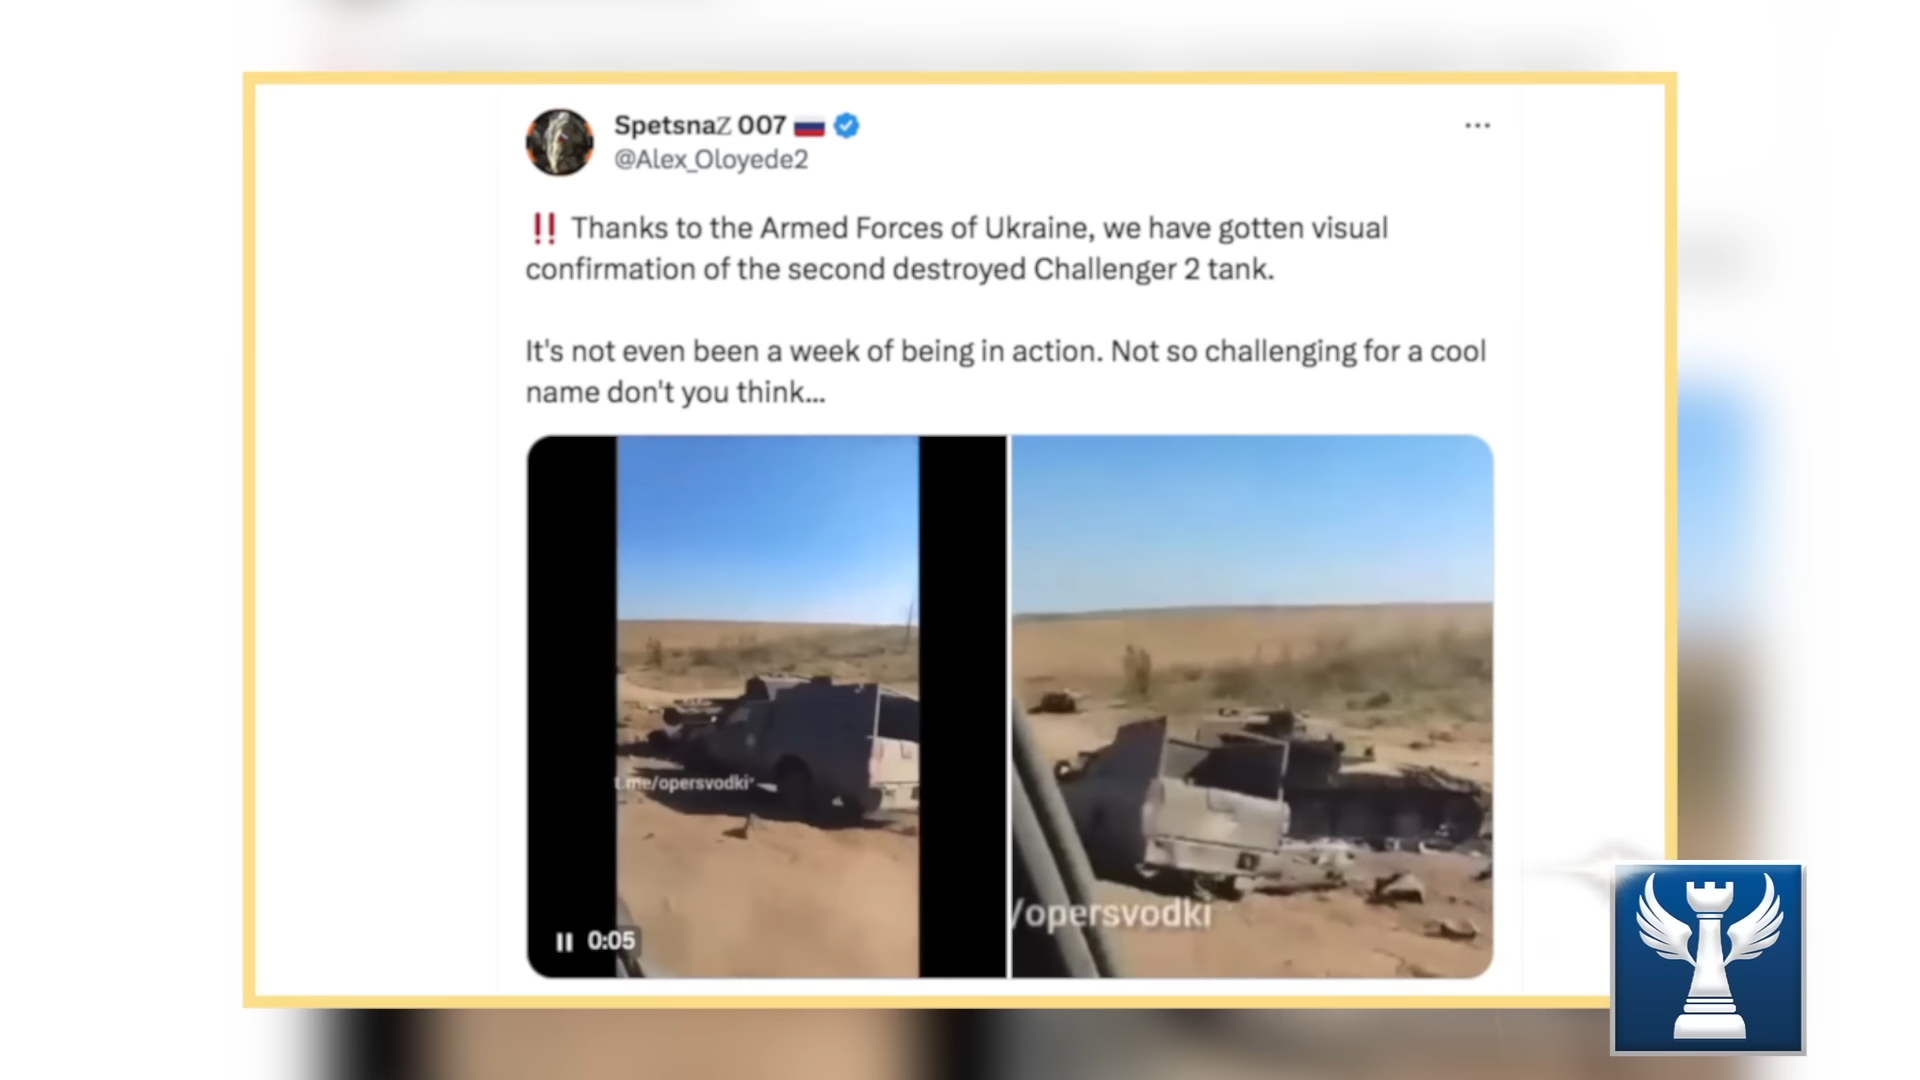 SpetsnaZ 007
@Alex_Oloyede2
‼ Thanks to the Armed Forces of Ukraine, we have gotten visual
confirmation of the second destroyed Challenger 2 tank.
It's not even been a week of being in action. Not so challenging for a cool
name don't you think...
t.me/opersvodki
/opersvodki
0:05